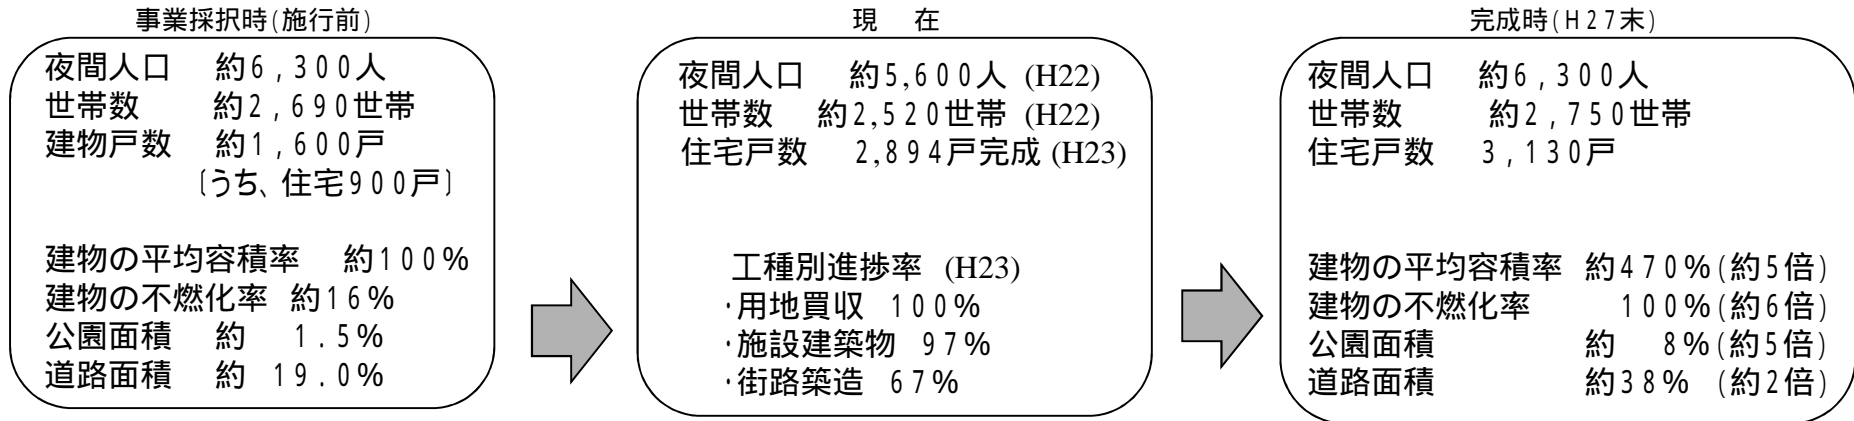 事業採択時(施行前)
夜間人口 約6,300人
世帯数 約2,690世帯
建物戸数 約1,600戸
〔うち、住宅900戸〕
建物の平均容積率 約100%
建物の不燃化率 約16%
公園面積 約 1.5%
道路面積 約 19.0%
現 在
夜間人口 約5,600人 (H22)
世帯数 約2,520世帯 (H22)
住宅戸数 2,894戸完成 (H23)
工種別進捗率 (H23)
・用地買収 100%
・施設建築物 97%
・街路築造 67%
完成時(H27末)
夜間人口 約6,300人
世帯数 約2,750世帯
住宅戸数 3,130戸
建物の平均容積率 約470%(約5倍)
建物の不燃化率 100%(約6倍)
公園面積 約 8%(約5倍)
道路面積 約38% (約2倍)